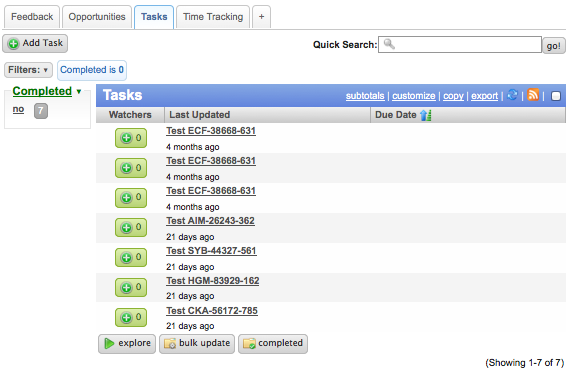 Feedback Opportunities Tasks Time Tracking +
Add Task Quick Search: go!
Filters: Completed is 0
Completed
no 7
Tasks subtotals | customize | copy | export | | |
Watchers Last Updated Due Date
Test ECF-38668-631
0
4 months ago
Test ECF-38668-631
0
4 months ago
Test ECF-38668-631
0
4 months ago
Test AIM-26243-362
0
21 days ago
Test SYB-44327-561
0
21 days ago
Test HGM-83929-162
0
21 days ago
Test CKA-56172-785
0
21 days ago
explore bulk update completed
(Showing 1-7 of 7)